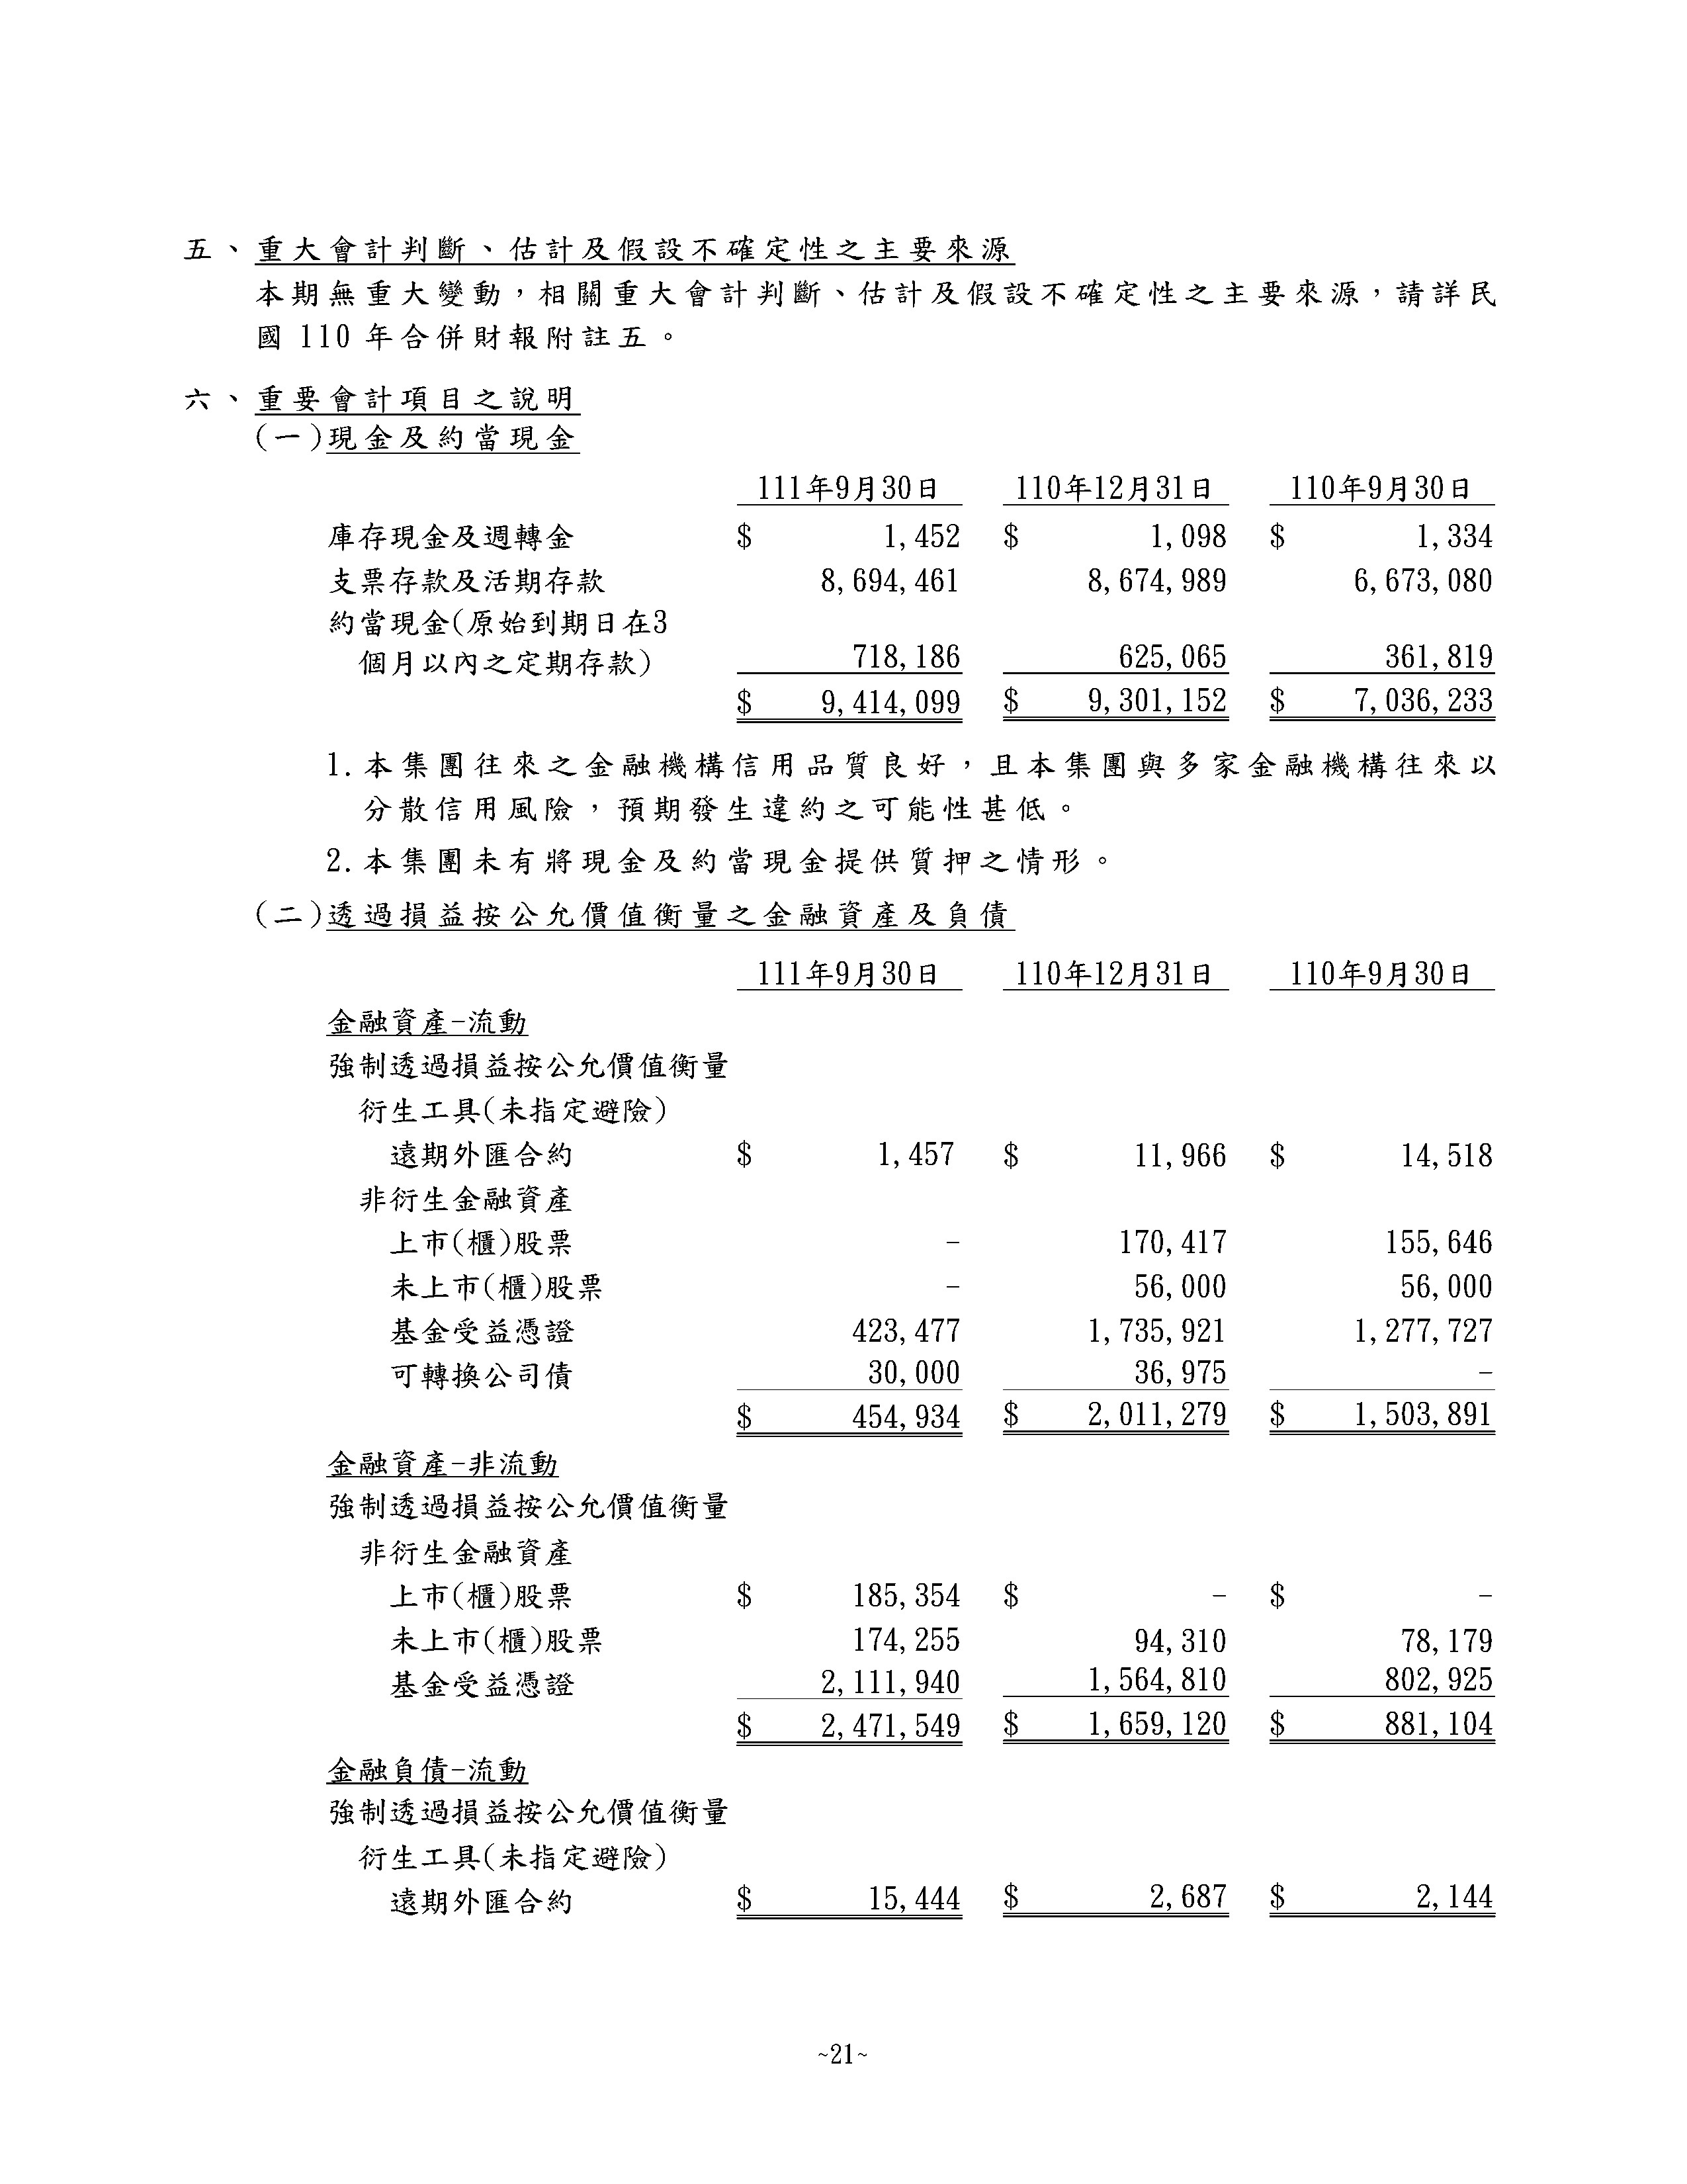 五、重大會計判斷、估計及假設不確定性之主要來源
本期無重大變動，相關重大會計判斷、估計及假設不確定性之主要來源，請詳民
國 110 年合併財報附註五。
六、重要會計項目之說明
(一)現金及約當現金
111年9月30日 110年12月31日 110年9月30日
庫存現金及週轉金 $ 1,452 $ 1,098 $ 1,334
支票存款及活期存款 8,694,461 8,674,989 6,673,080
約當現金(原始到期日在3
個月以內之定期存款) 718,186 625,065 361,819
$ 9,414,099 $ 9,301,152 $ 7,036,233
1.本集團往來之金融機構信用品質良好，且本集團與多家金融機構往來以
分散信用風險，預期發生違約之可能性甚低。
2.本集團未有將現金及約當現金提供質押之情形。
(二)透過損益按公允價值衡量之金融資產及負債
111年9月30日 110年12月31日 110年9月30日
金融資產-流動
強制透過損益按公允價值衡量
衍生工具(未指定避險)
遠期外匯合約 $ 1,457 $ 11,966 $ 14,518
非衍生金融資產
上市(櫃)股票 - 170,417 155,646
未上市(櫃)股票 - 56,000 56,000
基金受益憑證 423,477 1,735,921 1,277,727
可轉換公司債 30,000 36,975 -
$ 454,934 $ 2,011,279 $ 1,503,891
金融資產-非流動
強制透過損益按公允價值衡量
非衍生金融資產
上市(櫃)股票 $ 185,354 $ - $ -
未上市(櫃)股票 174,255 94,310 78,179
基金受益憑證 2,111,940 1,564,810 802,925
$ 2,471,549 $ 1,659,120 $ 881,104
金融負債-流動
強制透過損益按公允價值衡量
衍生工具(未指定避險)
遠期外匯合約 $ 15,444 $ 2,687 $ 2,144
~21~